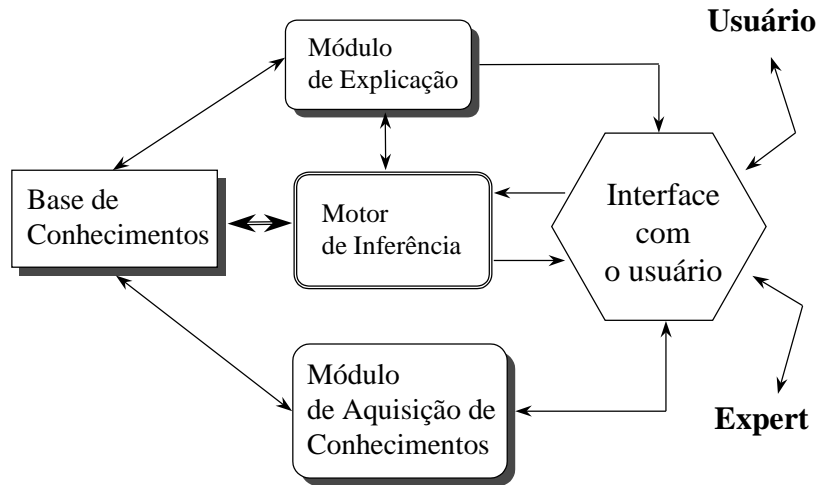 Usuário
Módulo
de Explicação
Base de
Conhecimentos
Motor
de Inferência
Interface
com
o usuário
Módulo
de Aquisição de
Conhecimentos
Expert